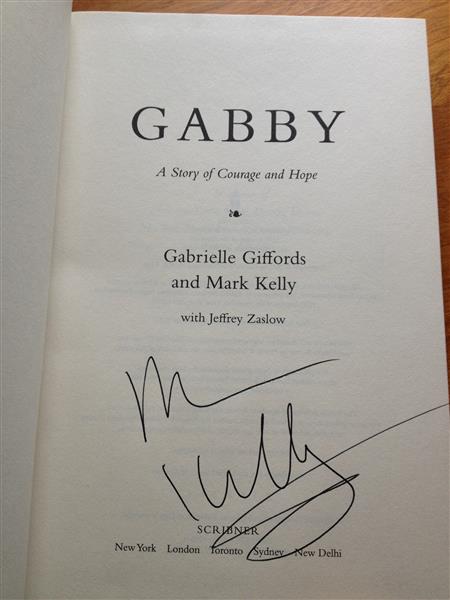 GABBY
A Story of Courage and Hope
Gabrielle Giffords
and Mark Kelly
with Jeffrey Zaslow
M
Kelly
SCRIBNER
New York London Toronto Sydney New Delhi